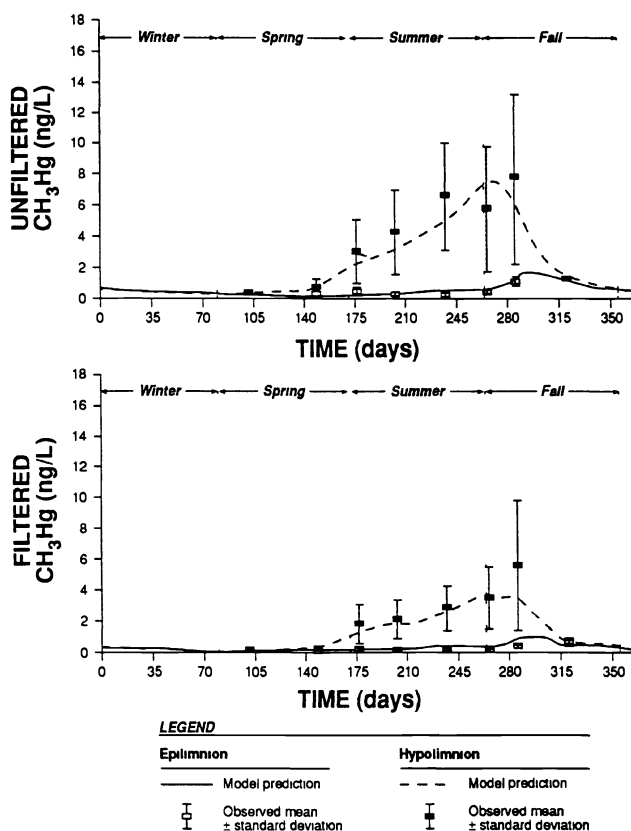 18
Winter
Spring
Summer
Fall
16
14
12
10
8
6
4
2
0
UNFILTERED
CH3Hg (ng/L)
0 35 70 105 140 175 210 245 280 315 350
TIME (days)
18
Winter
Spring
Summer
Fall
16
14
12
10
8
6
4
2
0
FILTERED
CH3Hg (ng/L)
0 35 70 105 140 175 210 245 280 315 350
TIME (days)
LEGEND
Epilimnion Hypolimnion
Model prediction Model prediction
Observed mean Observed mean
± standard deviation ± standard deviation